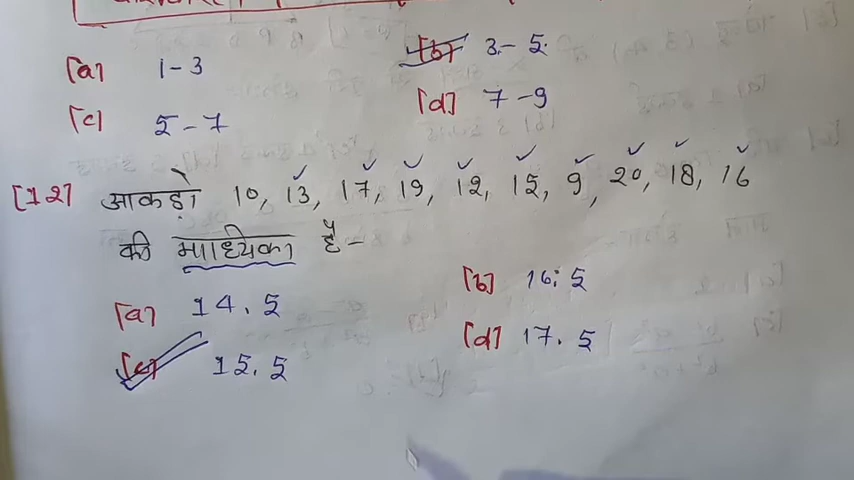 [a] 1-3 [b] 3-5
[c] 5-7 [d] 7-9
[12] आकड़ो 10, 13, 17, 19, 12, 15, 9, 20, 18, 16
की माध्यिका है-
[a] 14.5 [b] 16.5
[c] 15.5 [d] 17.5